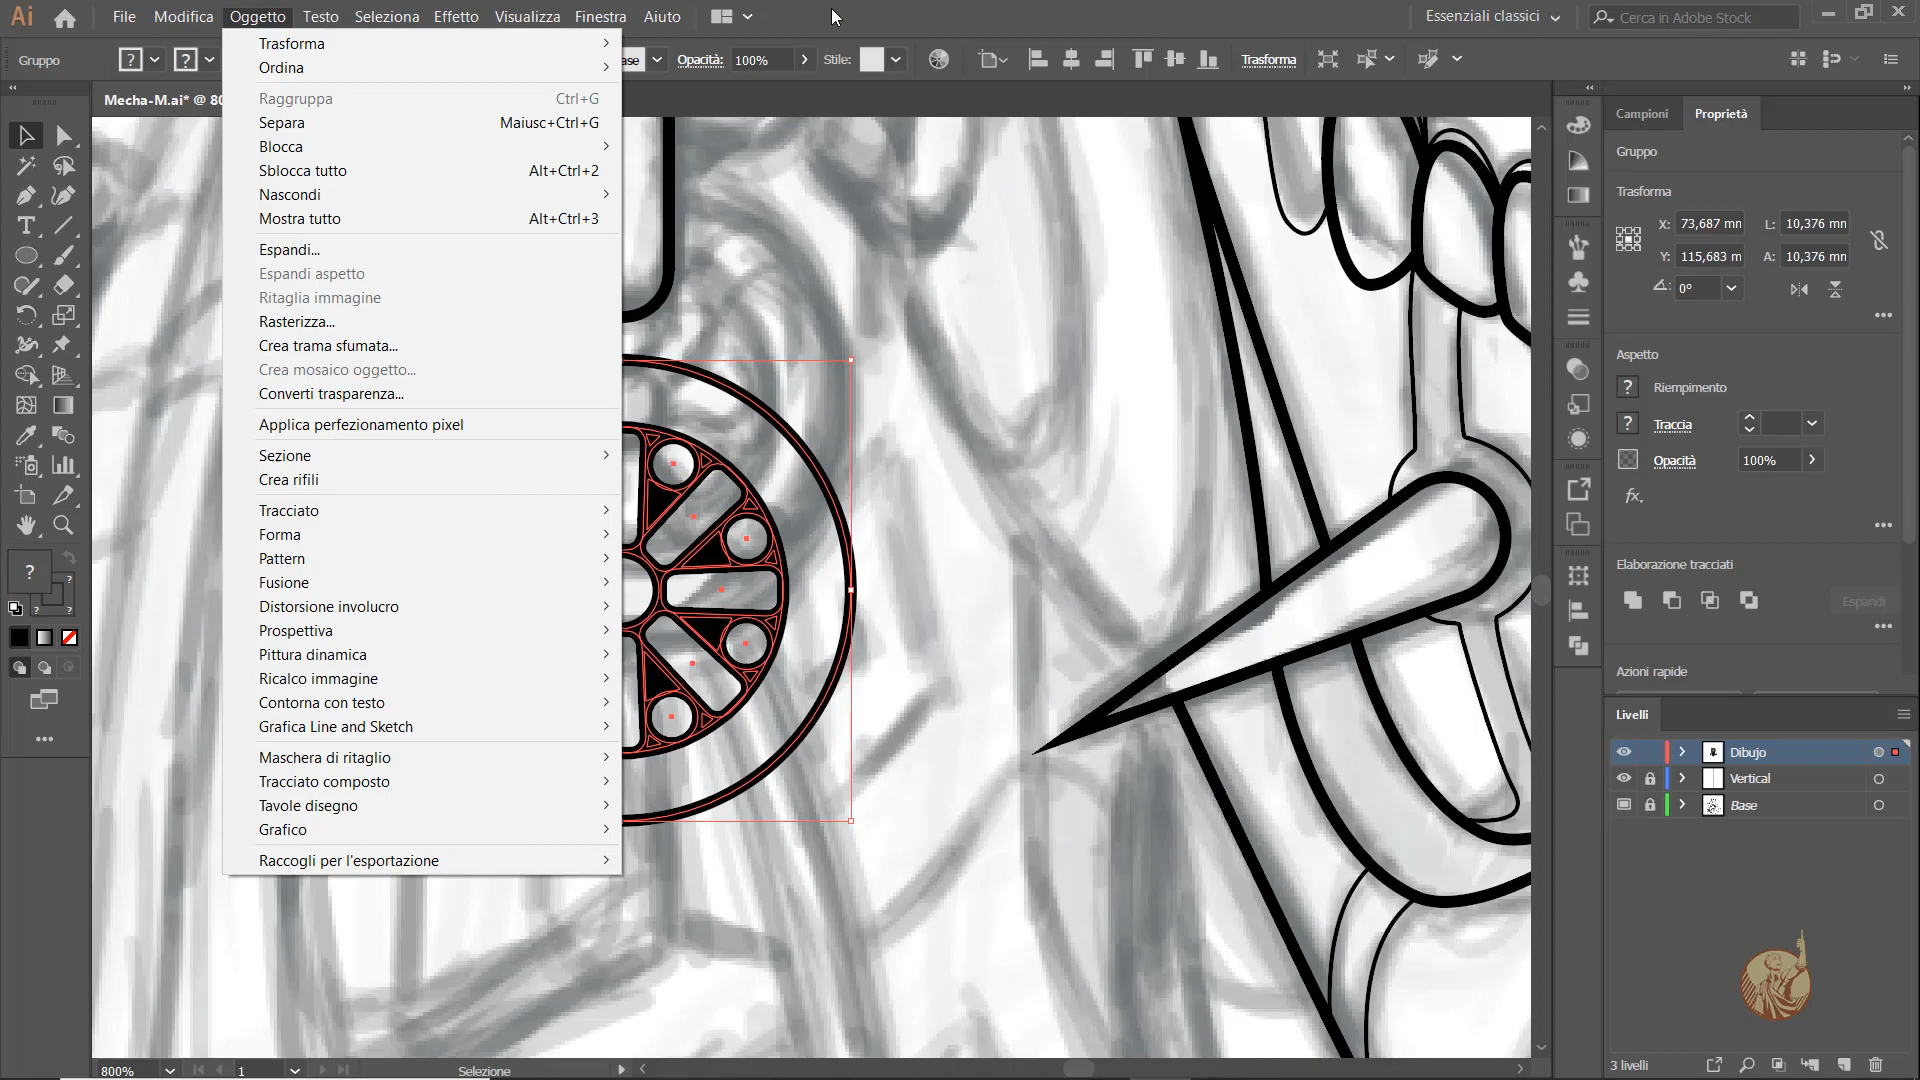 Ai File Modifica Oggetto Testo Seleziona Effetto Visualizza Finestra Aiuto Essenziali classici Cerca in Adobe Stock
Gruppo ? ? Opacità: 100% Stile: Trasforma
Mecha-M.ai* @
Trasforma
Ordina
Raggruppa Ctrl+G
Separa Maiusc+Ctrl+G
Blocca
Sblocca tutto Alt+Ctrl+2
Nascondi
Mostra tutto Alt+Ctrl+3
Espandi...
Espandi aspetto
Ritaglia immagine
Rasterizza...
Crea trama sfumata...
Crea mosaico oggetto...
Converti trasparenza...
Applica perfezionamento pixel
Sezione
Crea rifili
Tracciato
Forma
Pattern
Fusione
Distorsione involucro
Prospettiva
Pittura dinamica
Ricalco immagine
Contorna con testo
Grafica Line and Sketch
Maschera di ritaglio
Tracciato composto
Tavole disegno
Grafico
Raccogli per l'esportazione
Campioni Proprietà
Gruppo
Trasforma
X: 73,687 L: 10,376
Y: 115,683 A: 10,376
0°
Aspetto
? Riempimento
? Traccia
Opacità 100%
fx.
Elaborazione tracciati
Espandi
Azioni rapide
Livelli
Dibujo
Vertical
Base
3 livelli
? ? ? ?
800% 1 Selezione